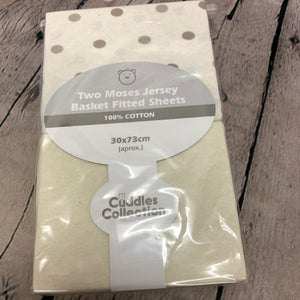 Two Moses Jersey
Basket Fitted Sheets
100% COTTON
30x73cm
(aprox.)
Cuddles
Collection